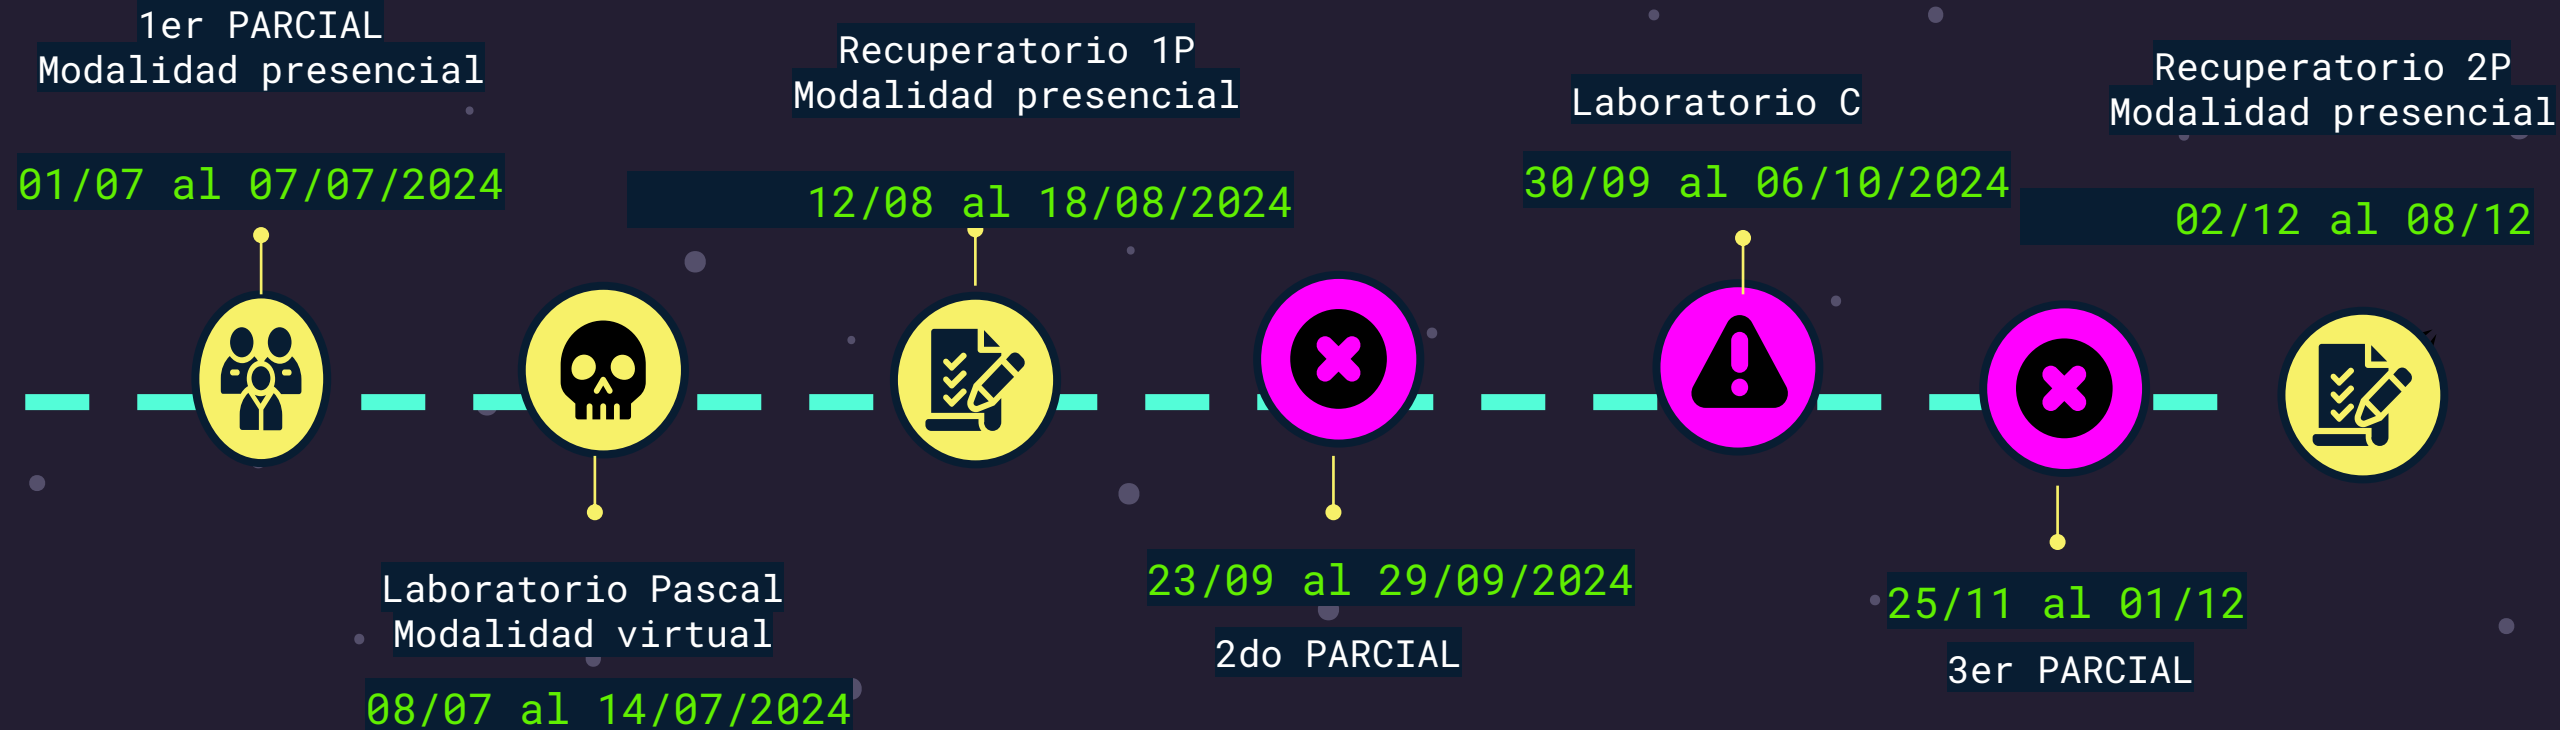 1er PARCIAL
Modalidad presencial
01/07 al 07/07/2024
Laboratorio Pascal
Modalidad virtual
08/07 al 14/07/2024
Recuperatorio 1P
Modalidad presencial
12/08 al 18/08/2024
23/09 al 29/09/2024
2do PARCIAL
Laboratorio C
30/09 al 06/10/2024
25/11 al 01/12
3er PARCIAL
Recuperatorio 2P
Modalidad presencial
02/12 al 08/12